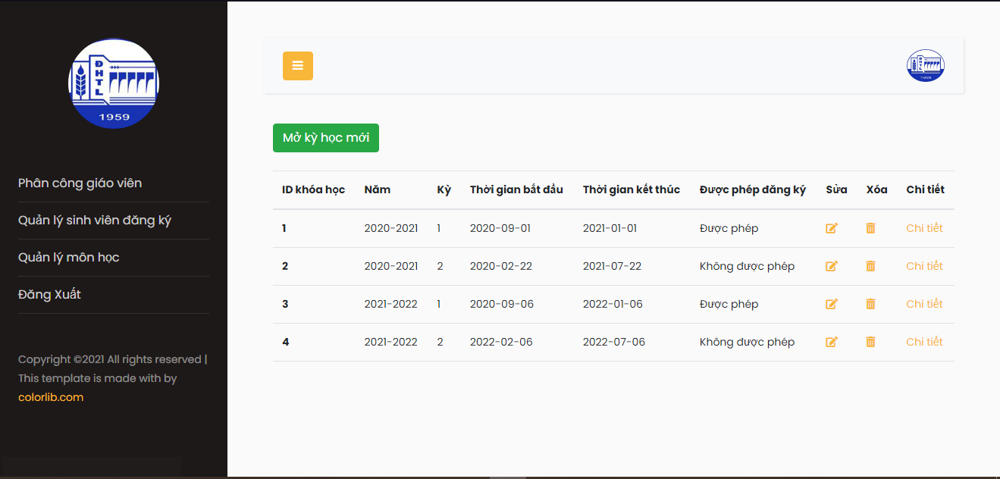 ĐHTL
1959
Phân công giáo viên
Quản lý sinh viên đăng ký
Quản lý môn học
Đăng Xuất
Copyright ©2021 All rights reserved |
This template is made with by
colorlib.com
ĐHTL
1959
Mở kỳ học mới
ID khóa học Năm Kỳ Thời gian bắt đầu Thời gian kết thúc Được phép đăng ký Sửa Xóa Chi tiết
1 2020-2021 1 2020-09-01 2021-01-01 Được phép Chi tiết
2 2020-2021 2 2020-02-22 2021-07-22 Không được phép Chi tiết
3 2021-2022 1 2020-09-06 2022-01-06 Được phép Chi tiết
4 2021-2022 2 2022-02-06 2022-07-06 Không được phép Chi tiết